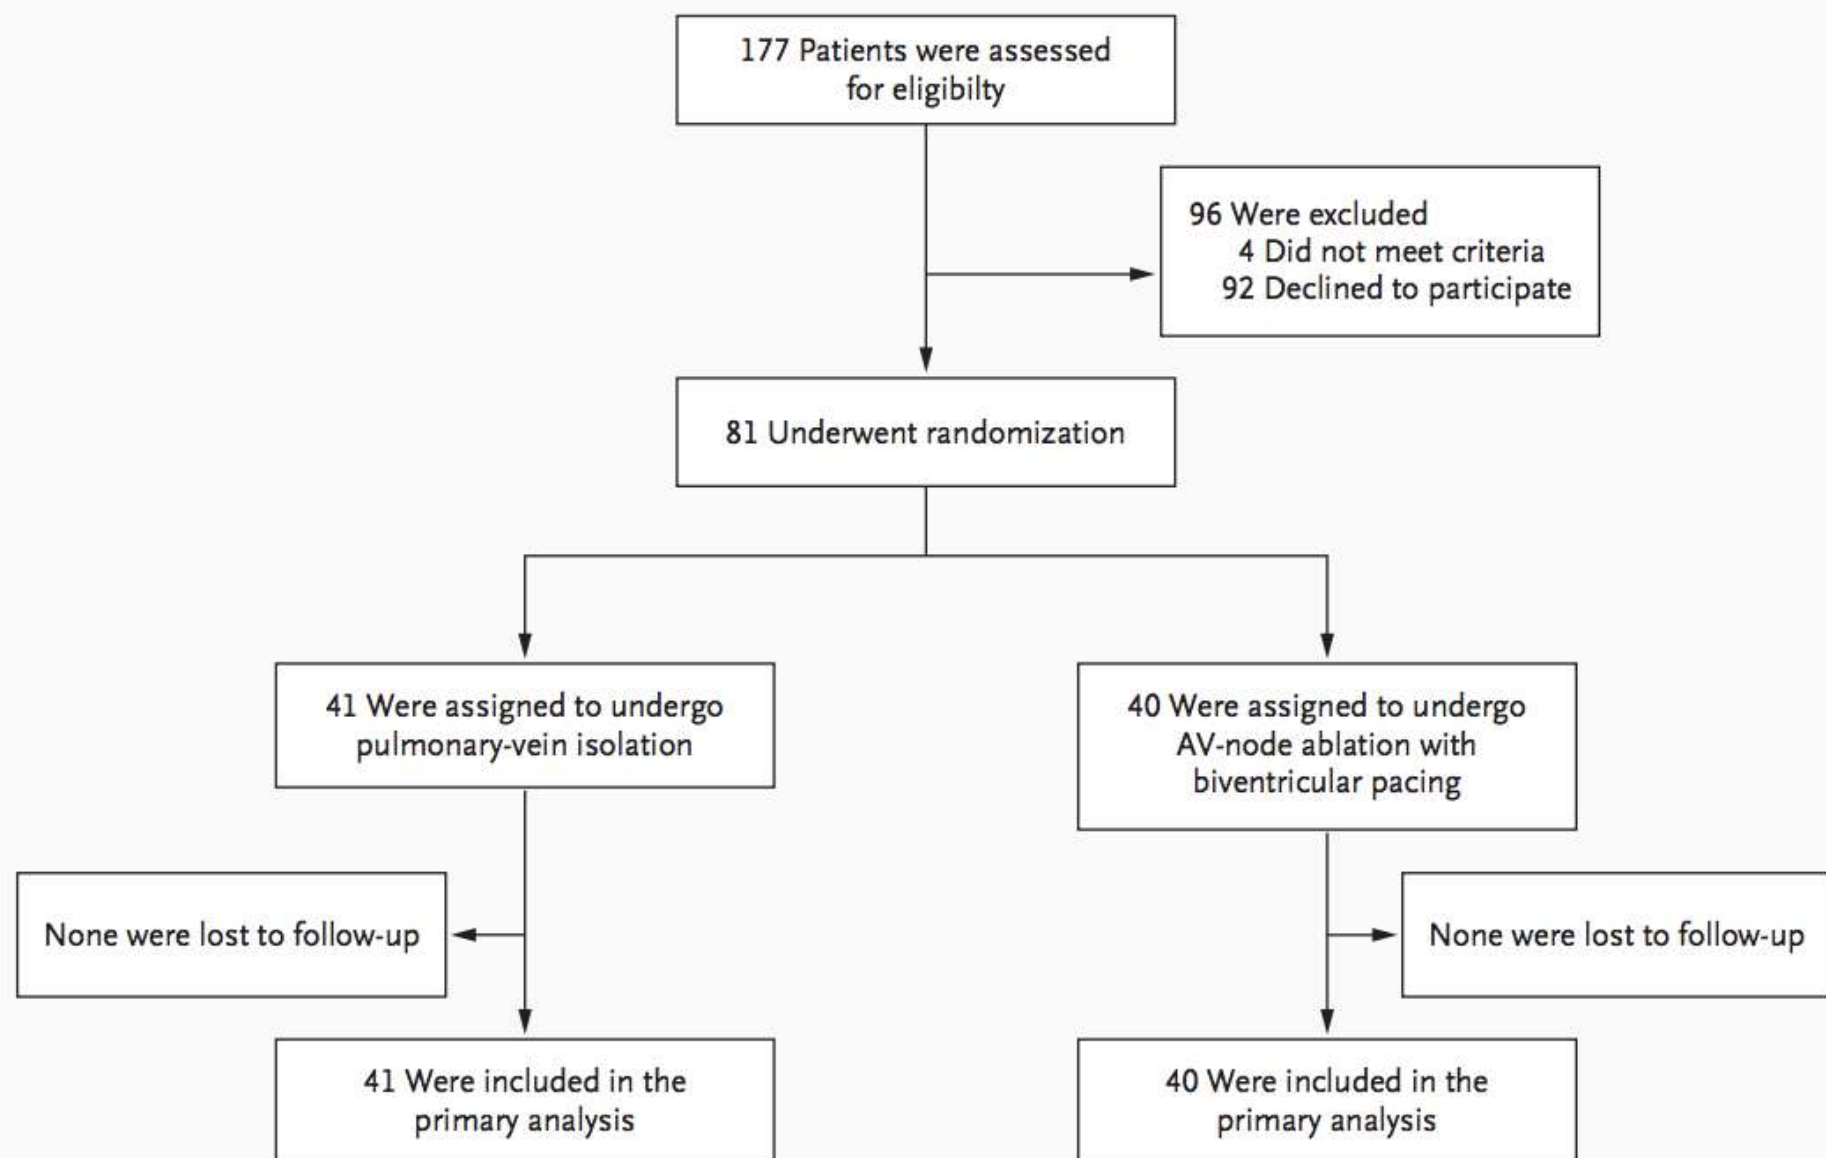 177 Patients were assessed
for eligibilty
96 Were excluded
4 Did not meet criteria
92 Declined to participate
81 Underwent randomization
41 Were assigned to undergo
pulmonary-vein isolation
40 Were assigned to undergo
AV-node ablation with
biventricular pacing
None were lost to follow-up
None were lost to follow-up
41 Were included in the
primary analysis
40 Were included in the
primary analysis